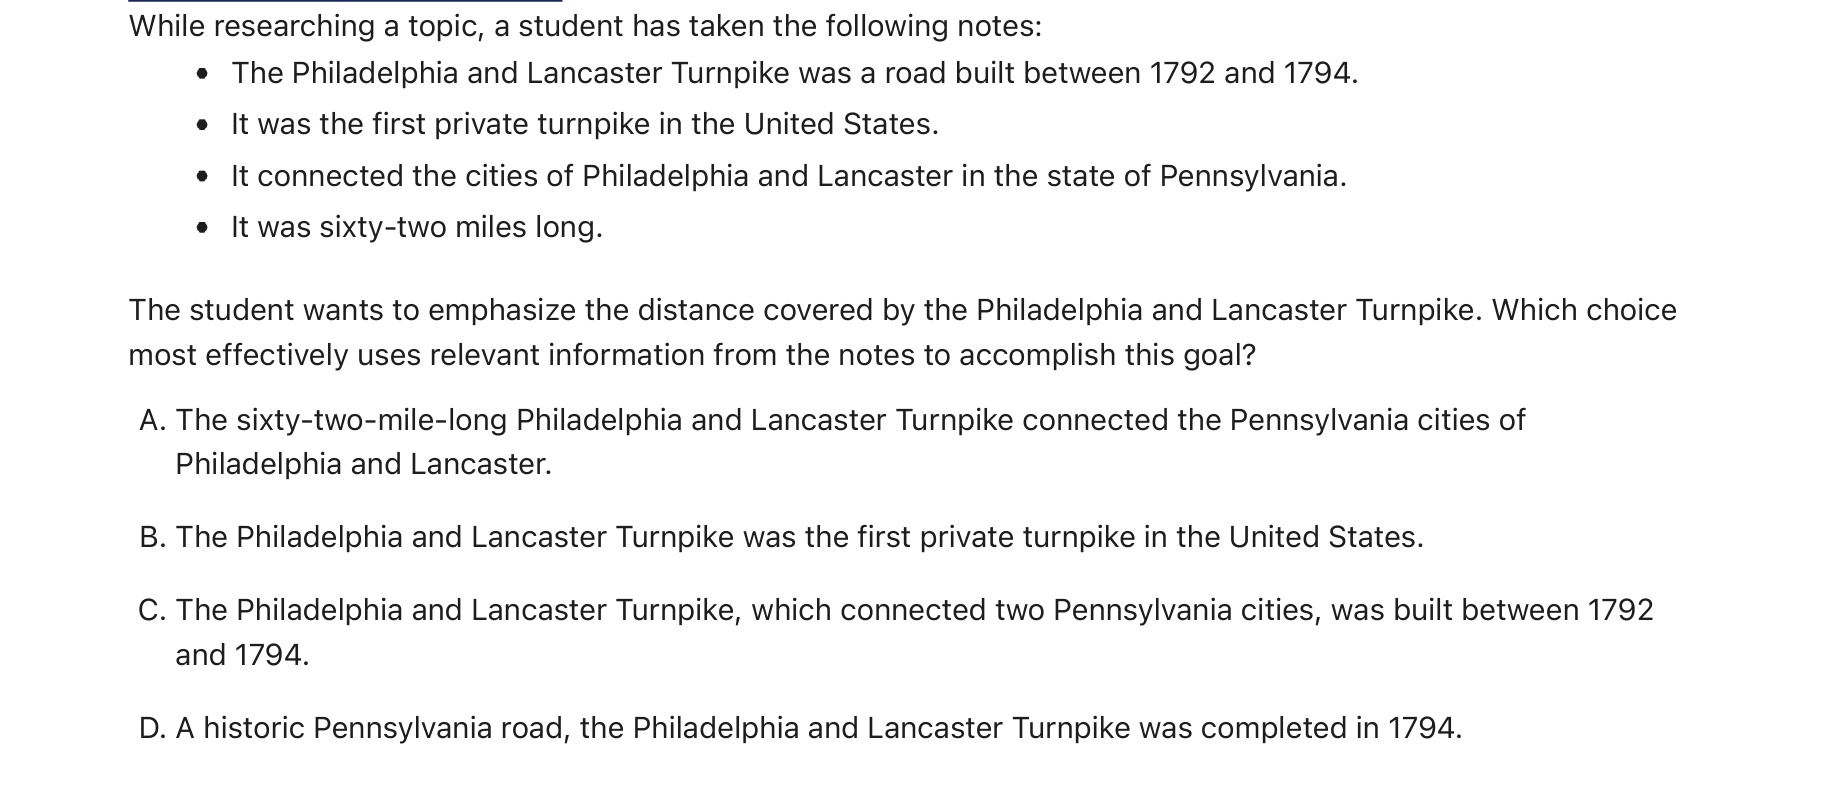 While researching a topic, a student has taken the following notes:
• The Philadelphia and Lancaster Turnpike was a road built between 1792 and 1794.
• It was the first private turnpike in the United States.
• It connected the cities of Philadelphia and Lancaster in the state of Pennsylvania.
• It was sixty-two miles long.
The student wants to emphasize the distance covered by the Philadelphia and Lancaster Turnpike. Which choice
most effectively uses relevant information from the notes to accomplish this goal?
A. The sixty-two-mile-long Philadelphia and Lancaster Turnpike connected the Pennsylvania cities of
Philadelphia and Lancaster.
B. The Philadelphia and Lancaster Turnpike was the first private turnpike in the United States.
C. The Philadelphia and Lancaster Turnpike, which connected two Pennsylvania cities, was built between 1792
and 1794.
D. A historic Pennsylvania road, the Philadelphia and Lancaster Turnpike was completed in 1794.